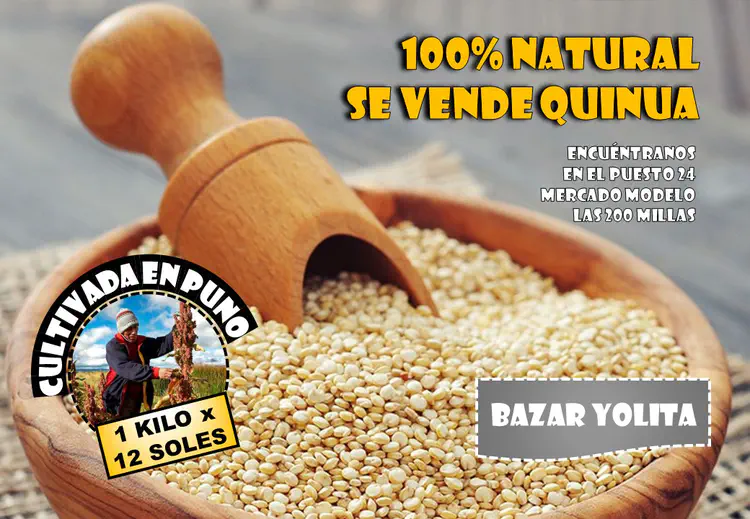 100% NATURAL
SE VENDE QUINUA
ENCUÉNTRANOS
EN EL PUESTO 24
MERCADO MODELO
LAS 200 MILLAS
CULTIVADA EN PUNO
1 KILO x
12 SOLES
BAZAR YOLITA